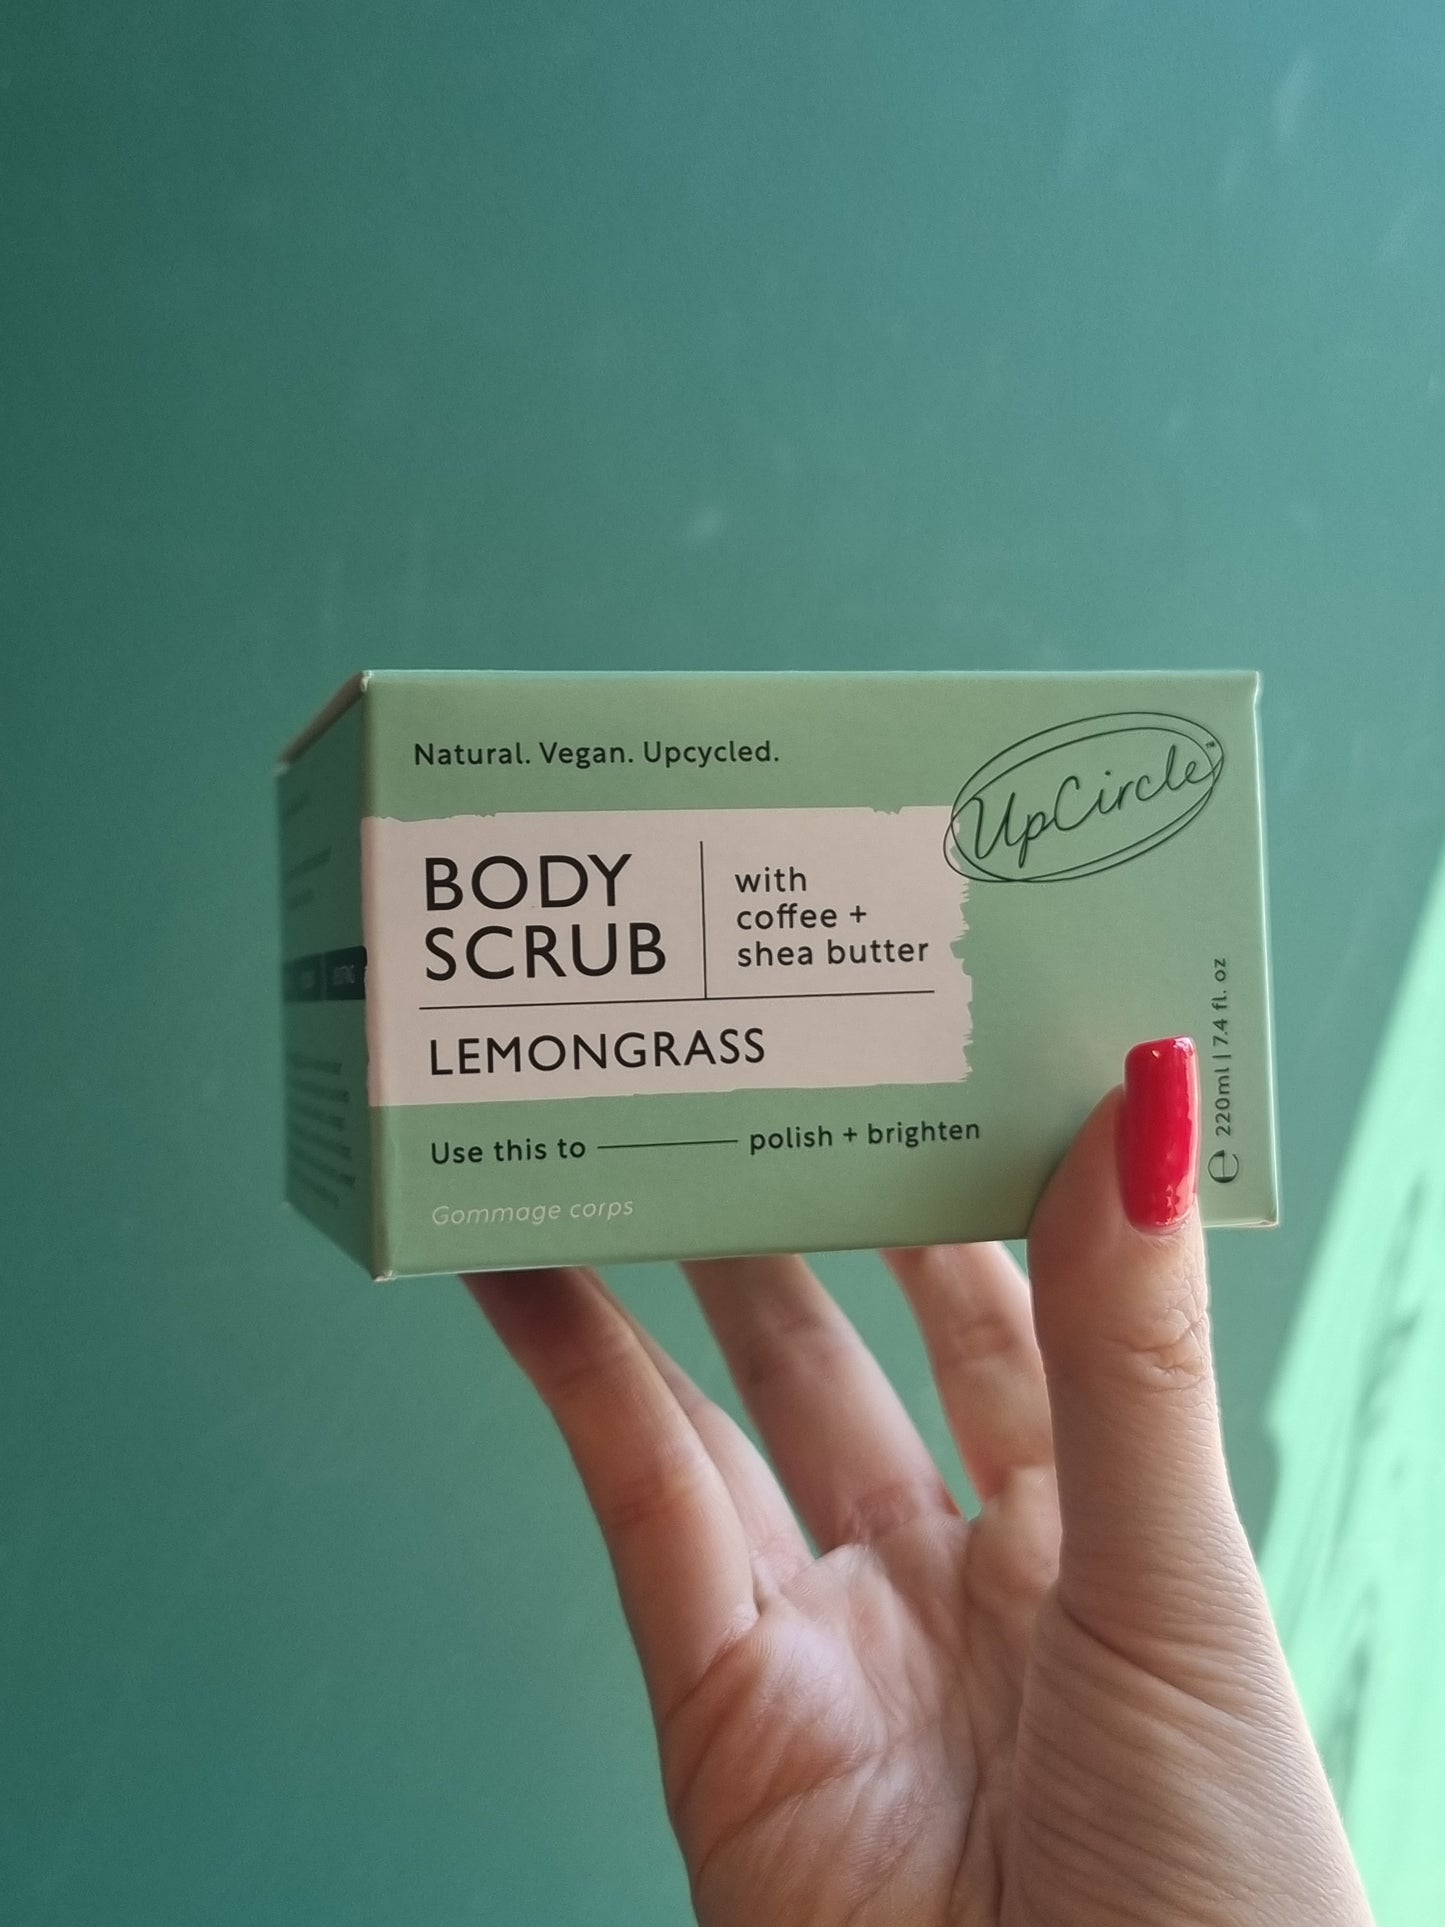 Natural. Vegan. Upcycled.
UpCircle™
BODY
SCRUB
with
coffee +
shea butter
LEMONGRASS
Use this to polish + brighten
Gommage corps
℮ 220ml | 7.4 fl. oz